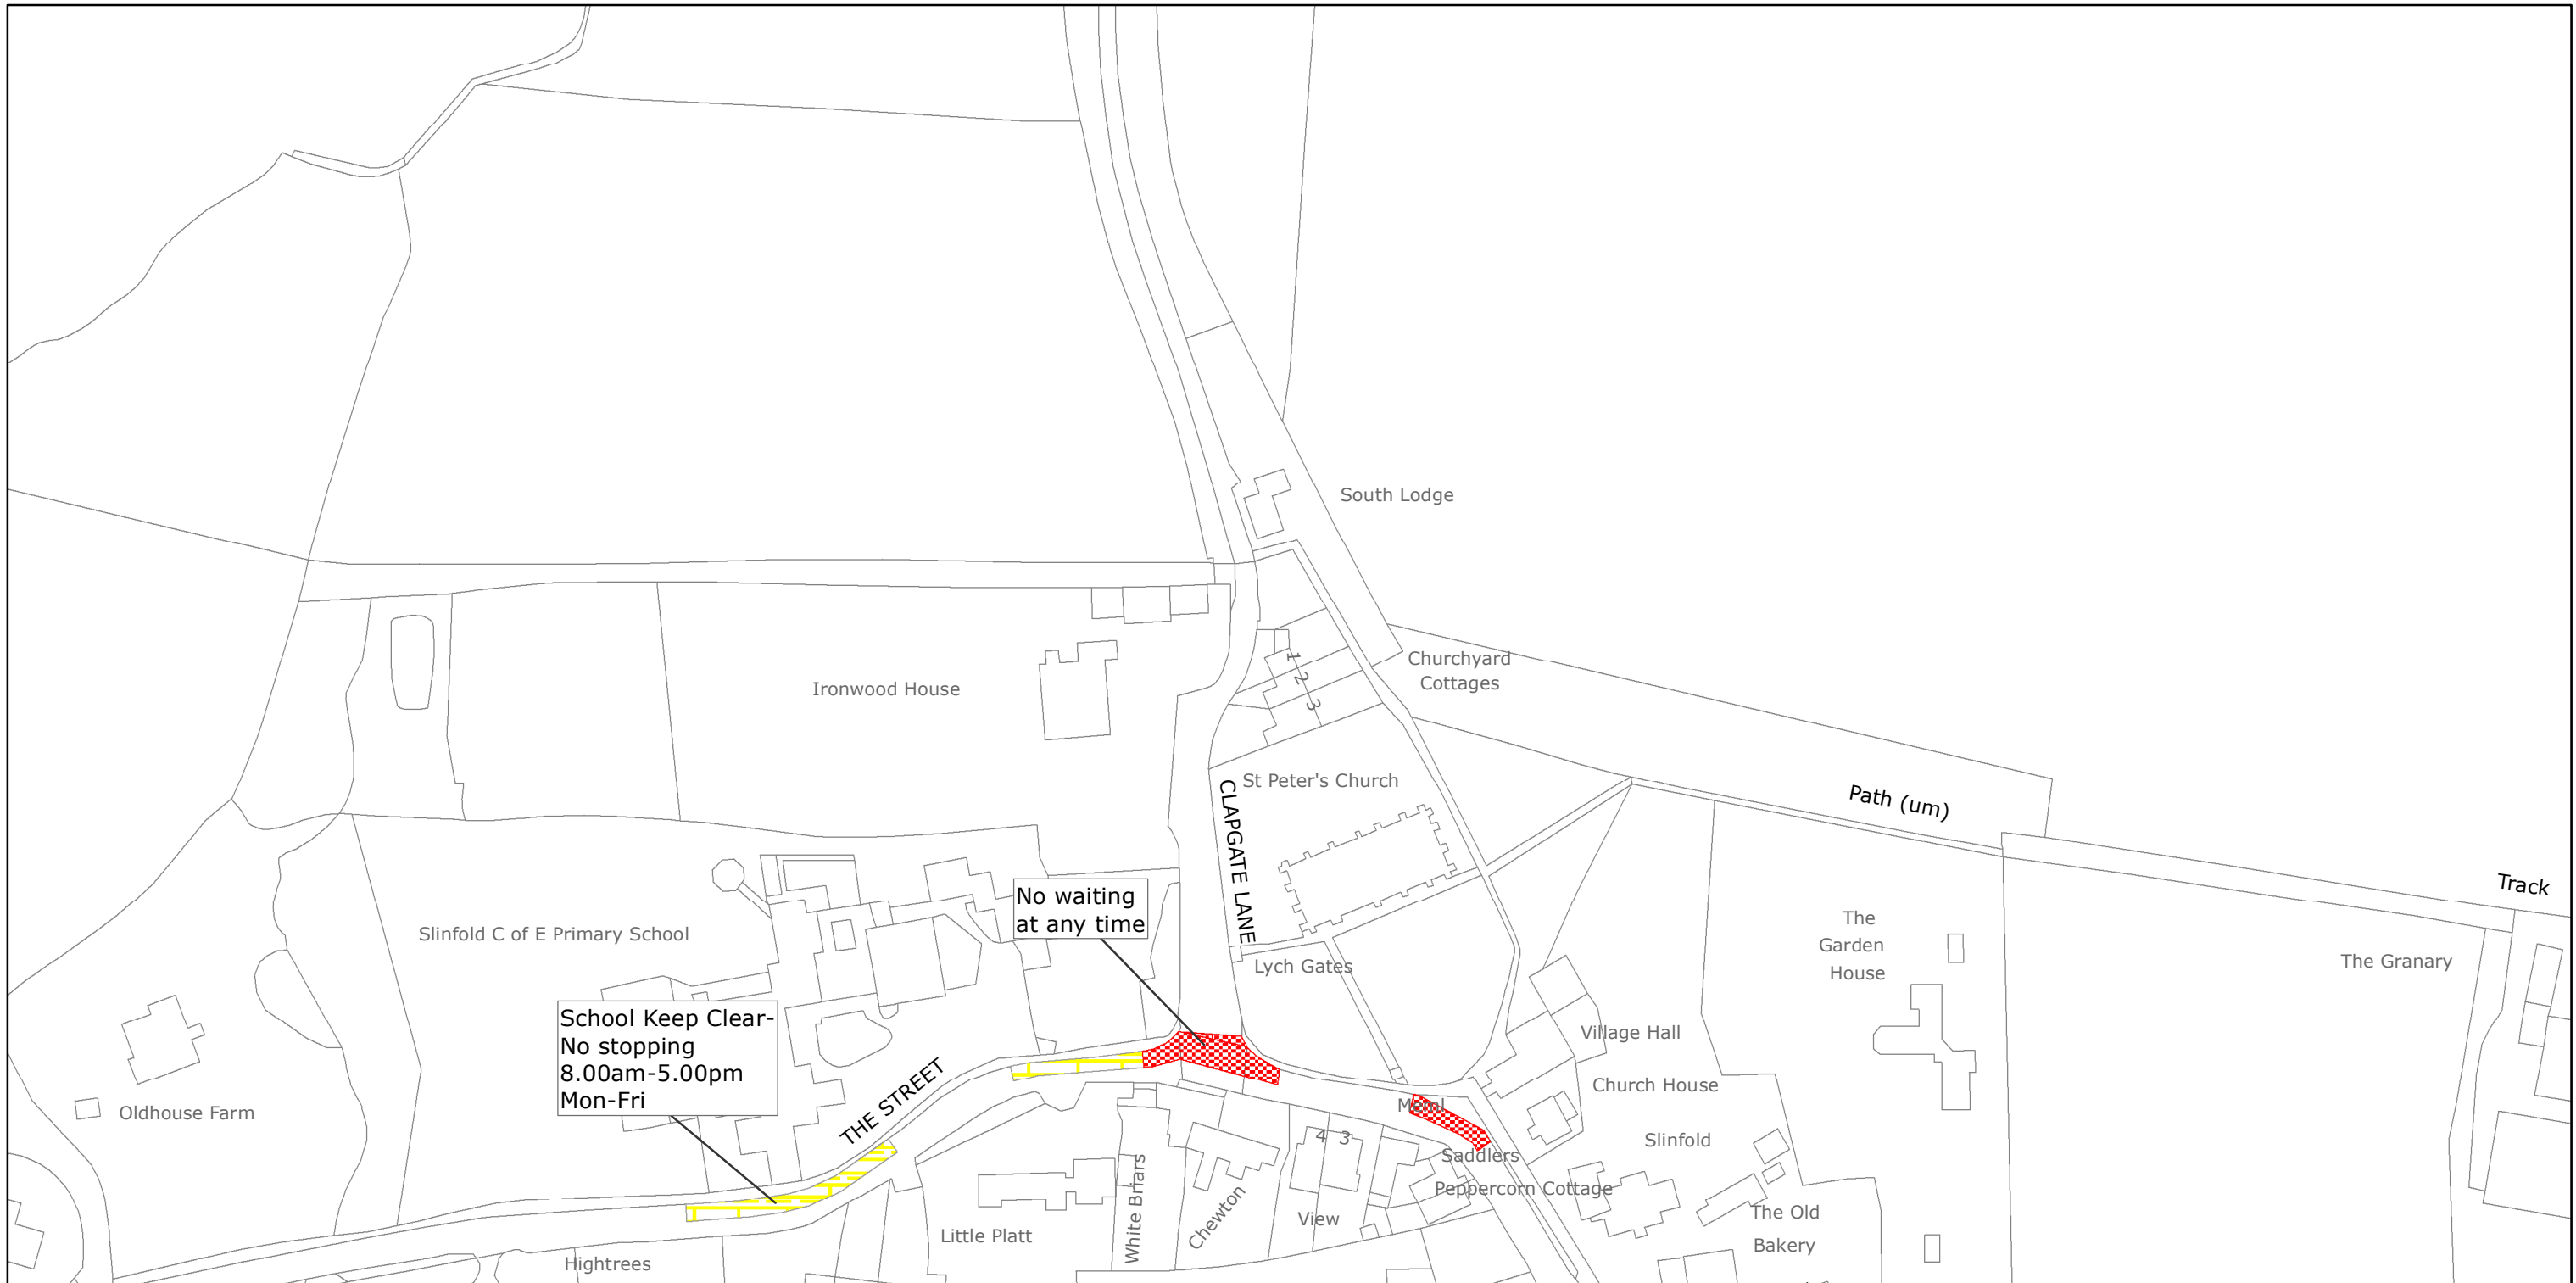 South Lodge
Churchyard
Cottages
1
2
3
Ironwood House
St Peter's Church
CLAPGATE LANE
Path (um)
Track
No waiting
at any time
Slinfold C of E Primary School
Lych Gates
The
Garden
House
The Granary
School Keep Clear-
No stopping
8.00am-5.00pm
Mon-Fri
Village Hall
Church House
THE STREET
Oldhouse Farm
4
3
Slinfold
Saddlers
Peppercorn Cottage
White Briars
Chewton
View
The Old
Bakery
Little Platt
Hightrees